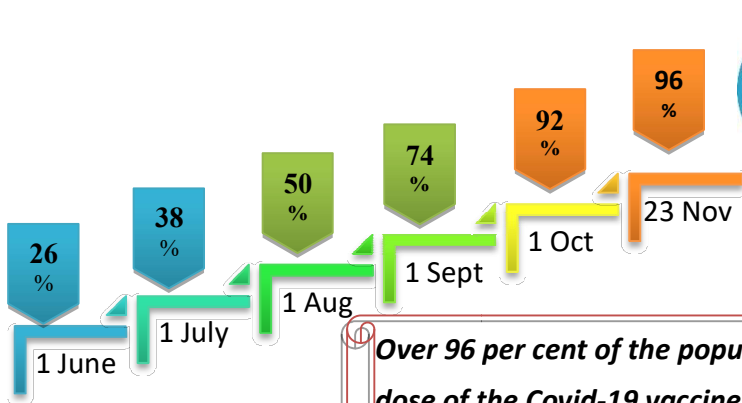 96
%
92
%
74
%
50
%
38
%
26
%
23 Nov
1 Oct
1 Sept
1 Aug
1 July
1 June
Over 96 per cent of the popu
dose of the Covid-19 vaccine